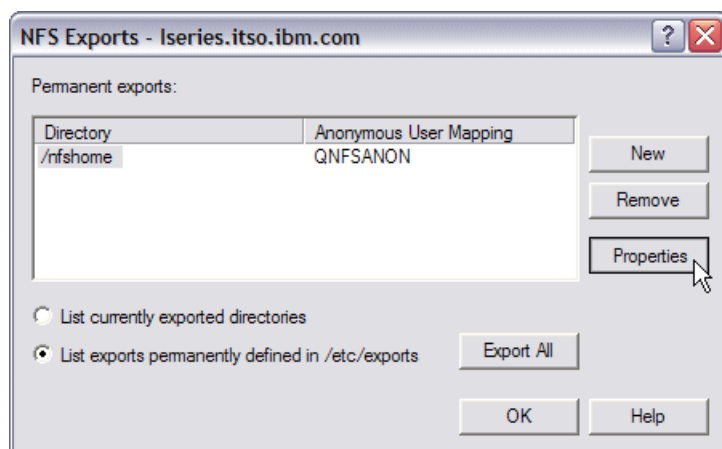 NFS Exports - Iseries.itso.ibm.com
?
Permanent exports:
Directory Anonymous User Mapping
/nfshome QNFSANON
New
Remove
Properties
List currently exported directories
List exports permanently defined in /etc/exports
Export All
OK Help